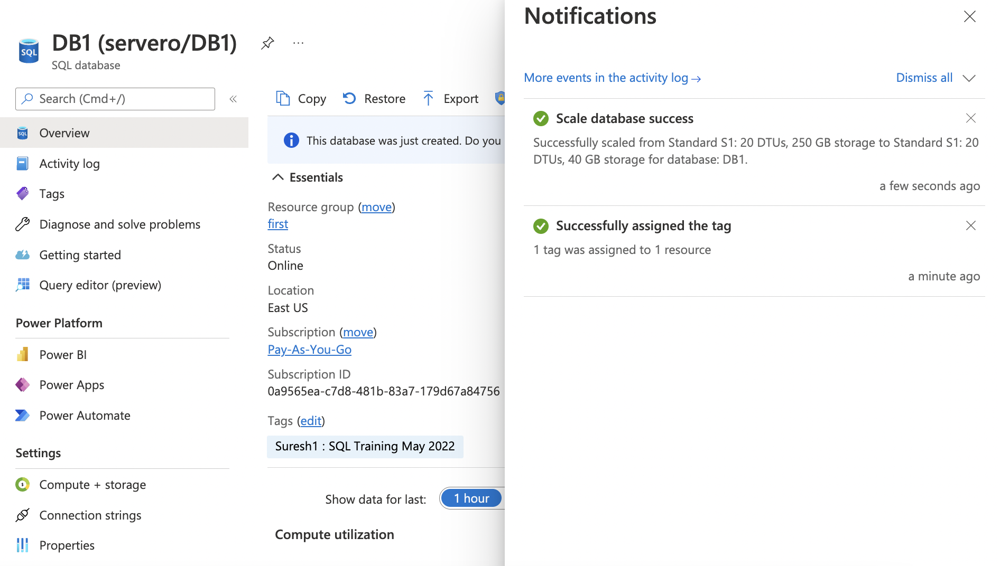 DB1 (servero/DB1)
...
SQL
SQL database
Search (Cmd+/)
«
SQL
Overview
Activity log
Tags
Diagnose and solve problems
Getting started
Query editor (preview)
Power Platform
Power BI
Power Apps
Power Automate
Settings
Compute + storage
Connection strings
Properties
Copy
Restore
Export
This database was just created. Do you
Essentials
Resource group (move)
first
Status
Online
Location
East US
Subscription (move)
Pay-As-You-Go
Subscription ID
0a9565ea-c7d8-481b-83a7-179d67a84756
Tags (edit)
Suresh1 : SQL Training May 2022
Show data for last:
1 hour
Compute utilization
Notifications
More events in the activity log →
Dismiss all
Scale database success
Successfully scaled from Standard S1: 20 DTUs, 250 GB storage to Standard S1: 20
DTUs, 40 GB storage for database: DB1.
a few seconds ago
Successfully assigned the tag
1 tag was assigned to 1 resource
a minute ago